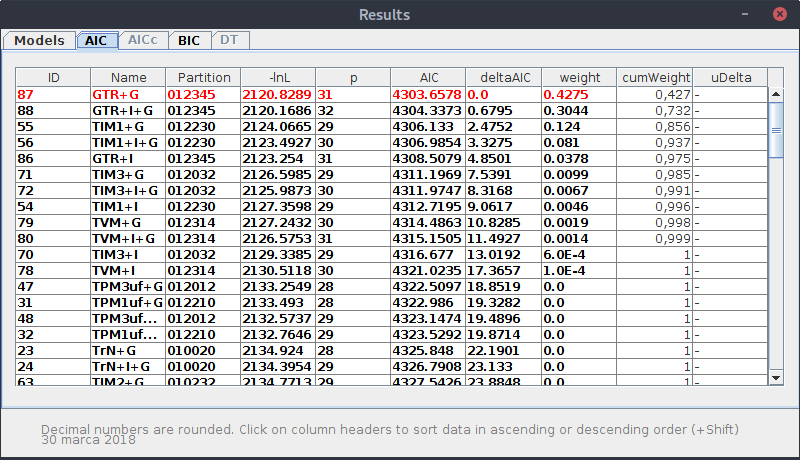 Results
Models AIC AICc BIC DT
ID Name Partition -lnL p AIC deltaAIC weight cumWeight uDelta
87 GTR+G 012345 2120.8289 31 4303.6578 0.0 0.4275 0,427 -
88 GTR+I+G 012345 2120.1686 32 4304.3373 0.6795 0.3044 0,732 -
55 TIM1+G 012230 2124.0665 29 4306.133 2.4752 0.124 0,856 -
56 TIM1+I+G 012230 2123.4927 30 4306.9854 3.3275 0.081 0,937 -
86 GTR+I 012345 2123.254 31 4308.5079 4.8501 0.0378 0,975 -
71 TIM3+G 012032 2126.5985 29 4311.1969 7.5391 0.0099 0,985 -
72 TIM3+I+G 012032 2125.9873 30 4311.9747 8.3168 0.0067 0,991 -
54 TIM1+I 012230 2127.3598 29 4312.7195 9.0617 0.0046 0,996 -
79 TVM+G 012314 2127.2432 30 4314.4863 10.8285 0.0019 0,998 -
80 TVM+I+G 012314 2126.5753 31 4315.1505 11.4927 0.0014 0,999 -
70 TIM3+I 012032 2129.3385 29 4316.677 13.0192 6.0E-4 1 -
78 TVM+I 012314 2130.5118 30 4321.0235 17.3657 1.0E-4 1 -
47 TPM3uf+G 012012 2133.2549 28 4322.5097 18.8519 0.0 1 -
31 TPM1uf+G 012210 2133.493 28 4322.986 19.3282 0.0 1 -
48 TPM3uf... 012012 2132.5737 29 4323.1474 19.4896 0.0 1 -
32 TPM1uf... 012210 2132.7646 29 4323.5292 19.8714 0.0 1 -
23 TrN+G 010020 2134.924 28 4325.848 22.1901 0.0 1 -
24 TrN+I+G 010020 2134.3954 29 4326.7908 23.133 0.0 1 -
63 TIM2+G 010232 2134.7713 29 4327.5426 23.8848 0.0 1 -
Decimal numbers are rounded. Click on column headers to sort data in ascending or descending order (+Shift)
30 marca 2018